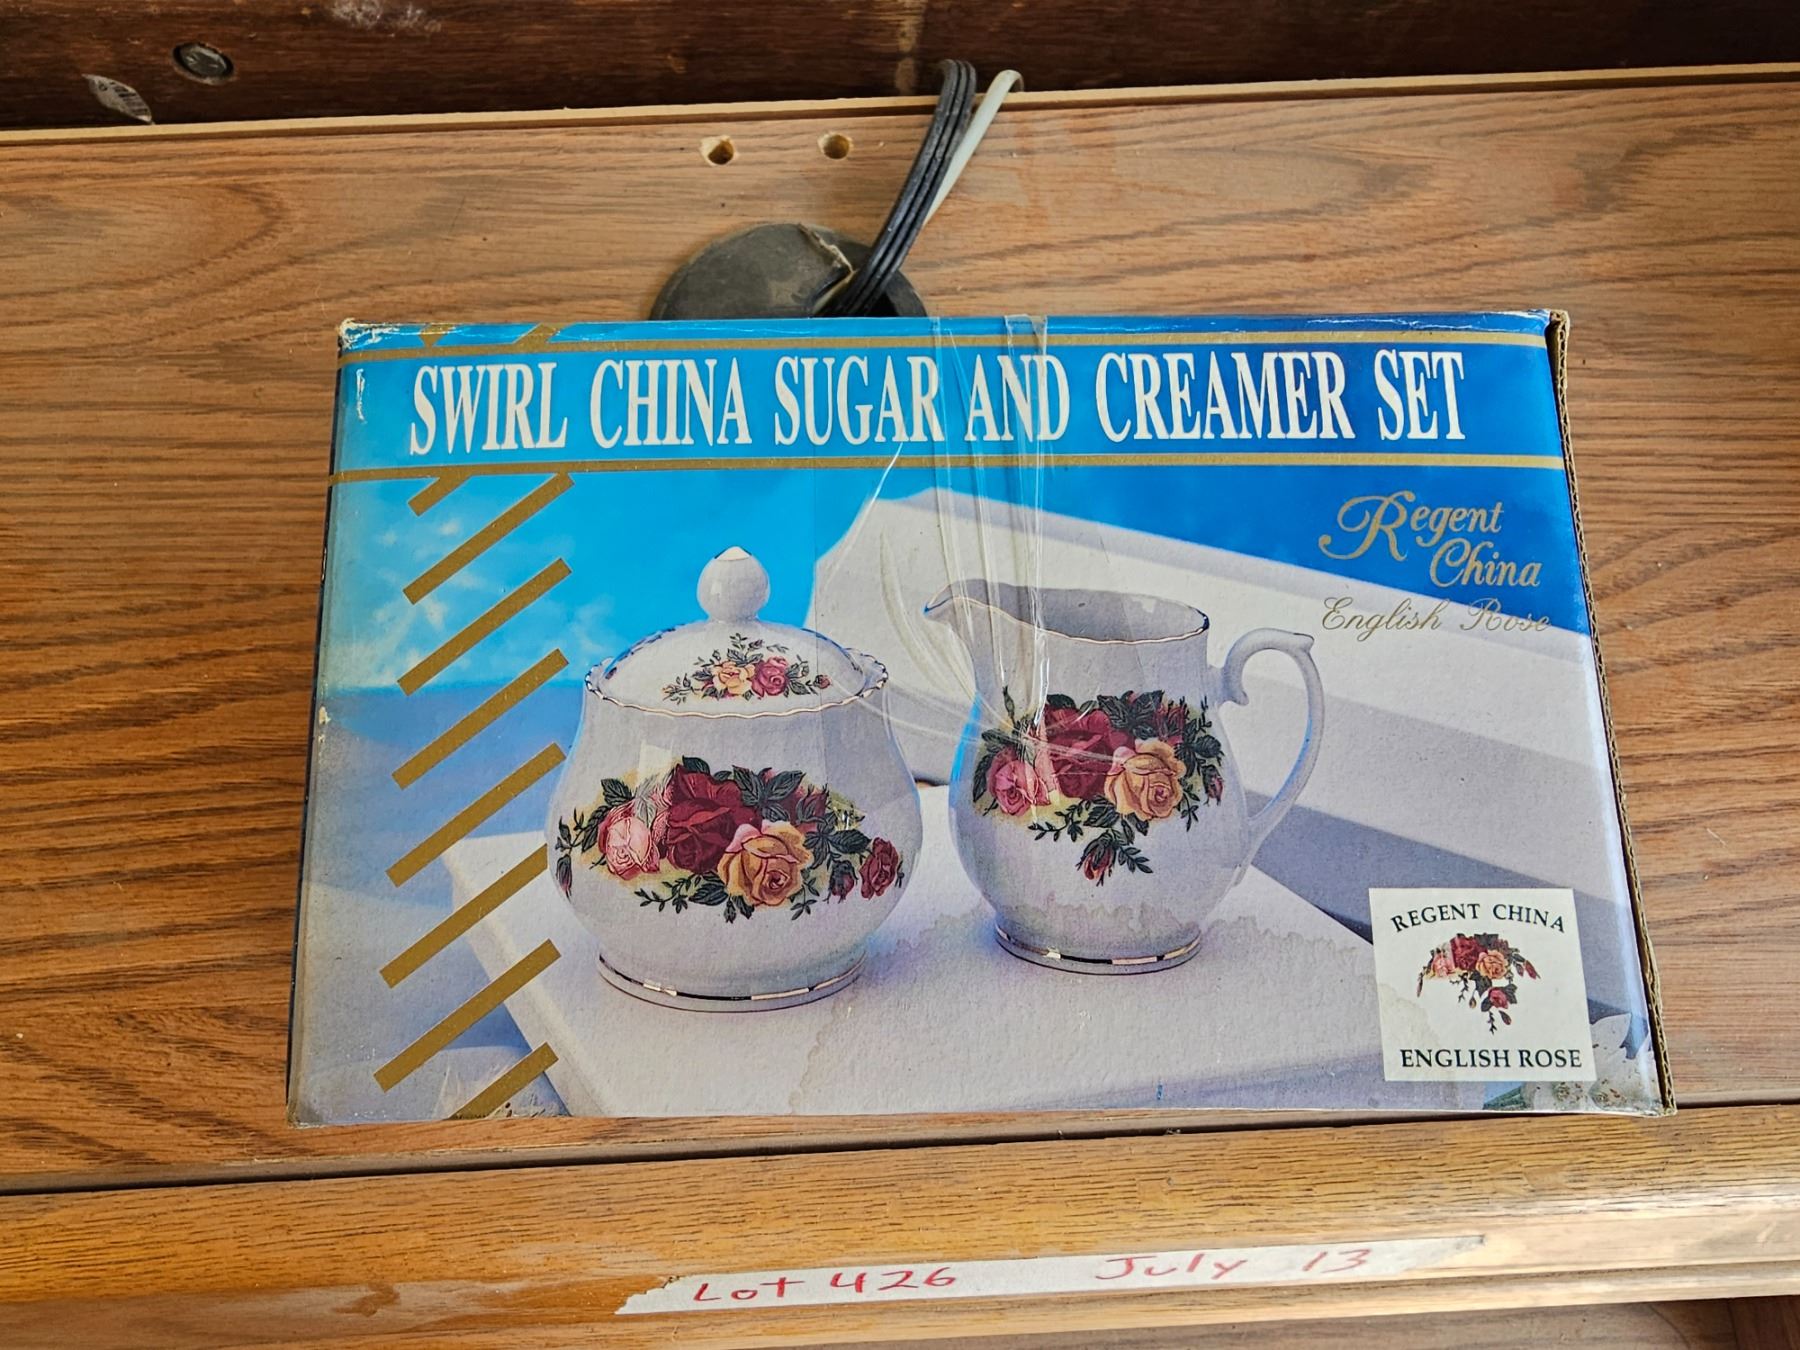 SWIRL CHINA SUGAR AND CREAMER SET
Regent
China
English Rose
REGENT CHINA
ENGLISH ROSE
Lot 426 July 13